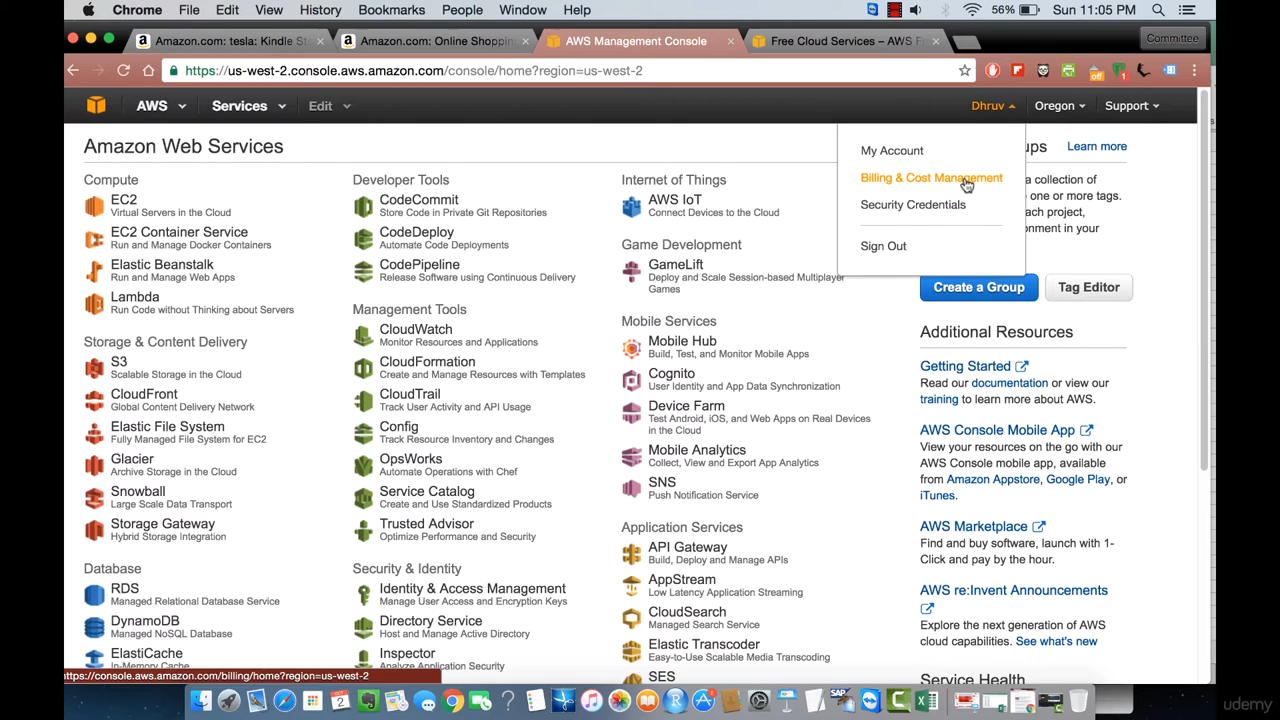 Chrome File Edit View History Bookmarks People Window Help 56% Sun 11:05 PM
Amazon.com: tesla: Kindle St Amazon.com: Online Shoppin AWS Management Console Free Cloud Services – AWS F Committee
https://us-west-2.console.aws.amazon.com/console/home?region=us-west-2
AWS Services Edit Dhruv Oregon Support
Amazon Web Services
Compute
EC2
Virtual Servers in the Cloud
EC2 Container Service
Run and Manage Docker Containers
Elastic Beanstalk
Run and Manage Web Apps
Lambda
Run Code without Thinking about Servers
Storage & Content Delivery
S3
Scalable Storage in the Cloud
CloudFront
Global Content Delivery Network
Elastic File System
Fully Managed File System for EC2
Glacier
Archive Storage in the Cloud
Snowball
Large Scale Data Transport
Storage Gateway
Hybrid Storage Integration
Database
RDS
Managed Relational Database Service
DynamoDB
Managed NoSQL Database
ElastiCache
In-Memory Cache
Developer Tools
CodeCommit
Store Code in Private Git Repositories
CodeDeploy
Automate Code Deployments
CodePipeline
Release Software using Continuous Delivery
Management Tools
CloudWatch
Monitor Resources and Applications
CloudFormation
Create and Manage Resources with Templates
CloudTrail
Track User Activity and API Usage
Config
Track Resource Inventory and Changes
OpsWorks
Automate Operations with Chef
Service Catalog
Create and Use Standardized Products
Trusted Advisor
Optimize Performance and Security
Security & Identity
Identity & Access Management
Manage User Access and Encryption Keys
Directory Service
Host and Manage Active Directory
Inspector
Analyze Application Security
Internet of Things
AWS IoT
Connect Devices to the Cloud
Game Development
GameLift
Deploy and Scale Session-based Multiplayer
Games
Mobile Services
Mobile Hub
Build, Test, and Monitor Mobile Apps
Cognito
User Identity and App Data Synchronization
Device Farm
Test Android, iOS, and Web Apps on Real Devices
in the Cloud
Mobile Analytics
Collect, View and Export App Analytics
SNS
Push Notification Service
Application Services
API Gateway
Build, Deploy and Manage APIs
AppStream
Low Latency Application Streaming
CloudSearch
Managed Search Service
Elastic Transcoder
Easy-to-Use Scalable Media Transcoding
SES
My Account
Billing & Cost Management
Security Credentials
Sign Out
ups Learn more
a collection of
one or more tags.
ach project,
onment in your
Create a Group Tag Editor
Additional Resources
Getting Started
Read our documentation or view our
training to learn more about AWS.
AWS Console Mobile App
View your resources on the go with our
AWS Console mobile app, available
from Amazon Appstore, Google Play, or
iTunes.
AWS Marketplace
Find and buy software, launch with 1-
Click and pay by the hour.
AWS re:Invent Announcements
Explore the next generation of AWS
cloud capabilities. See what's new
Service Health
https://console.aws.amazon.com/billing/home?region=us-west-2
udemy